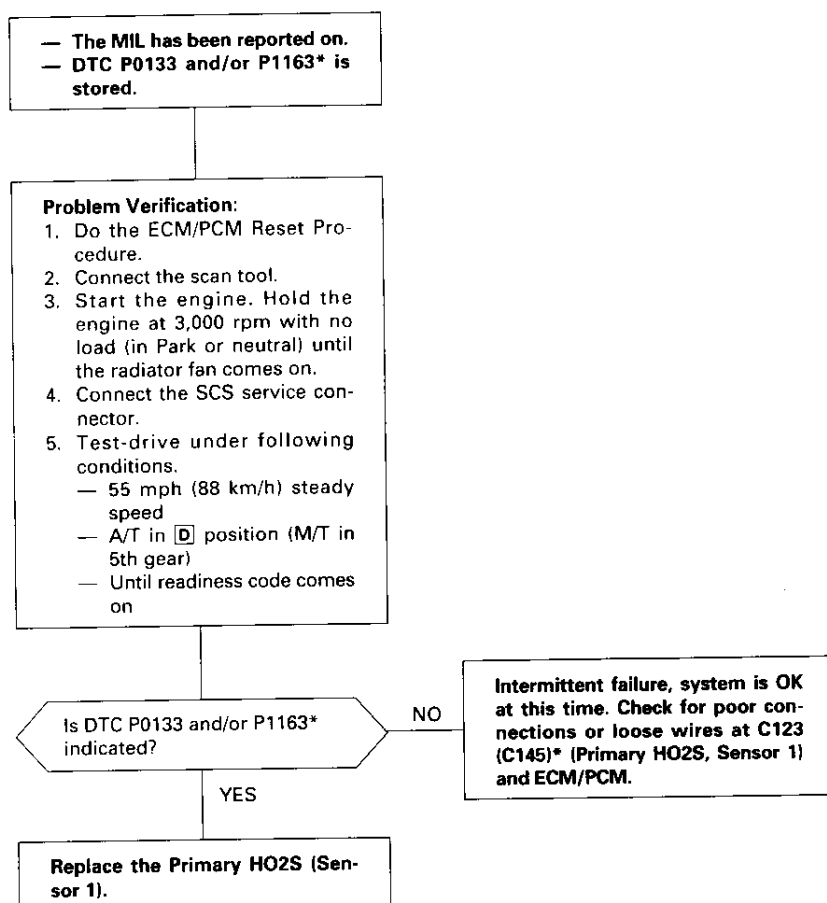 — The MIL has been reported on.
— DTC P0133 and/or P1163* is
stored.
Problem Verification:
1. Do the ECM/PCM Reset Pro-
cedure.
2. Connect the scan tool.
3. Start the engine. Hold the
engine at 3,000 rpm with no
load (in Park or neutral) until
the radiator fan comes on.
4. Connect the SCS service con-
nector.
5. Test-drive under following
conditions.
— 55 mph (88 km/h) steady
speed
— A/T in D position (M/T in
5th gear)
— Until readiness code comes
on
Is DTC P0133 and/or P1163*
indicated?
NO
Intermittent failure, system is OK
at this time. Check for poor con-
nections or loose wires at C123
(C145)* (Primary HO2S, Sensor 1)
and ECM/PCM.
YES
Replace the Primary HO2S (Sen-
sor 1).